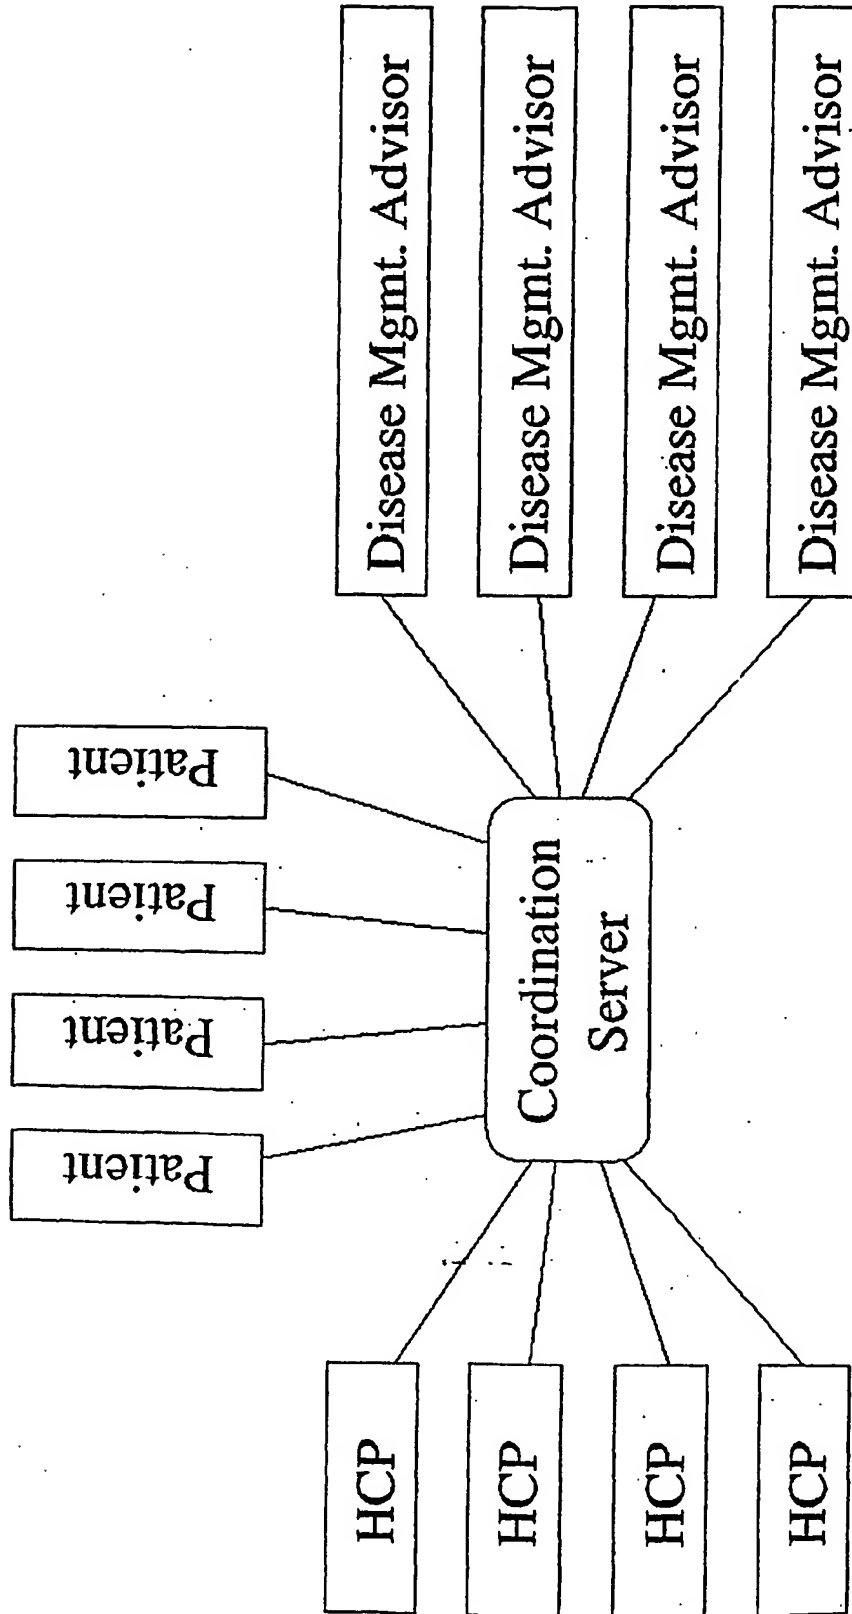 Patient
Patient
Patient
Patient
HCP
HCP
HCP
HCP
Coordination
Server
Disease Mgmt. Advisor
Disease Mgmt. Advisor
Disease Mgmt. Advisor
Disease Mgmt. Advisor